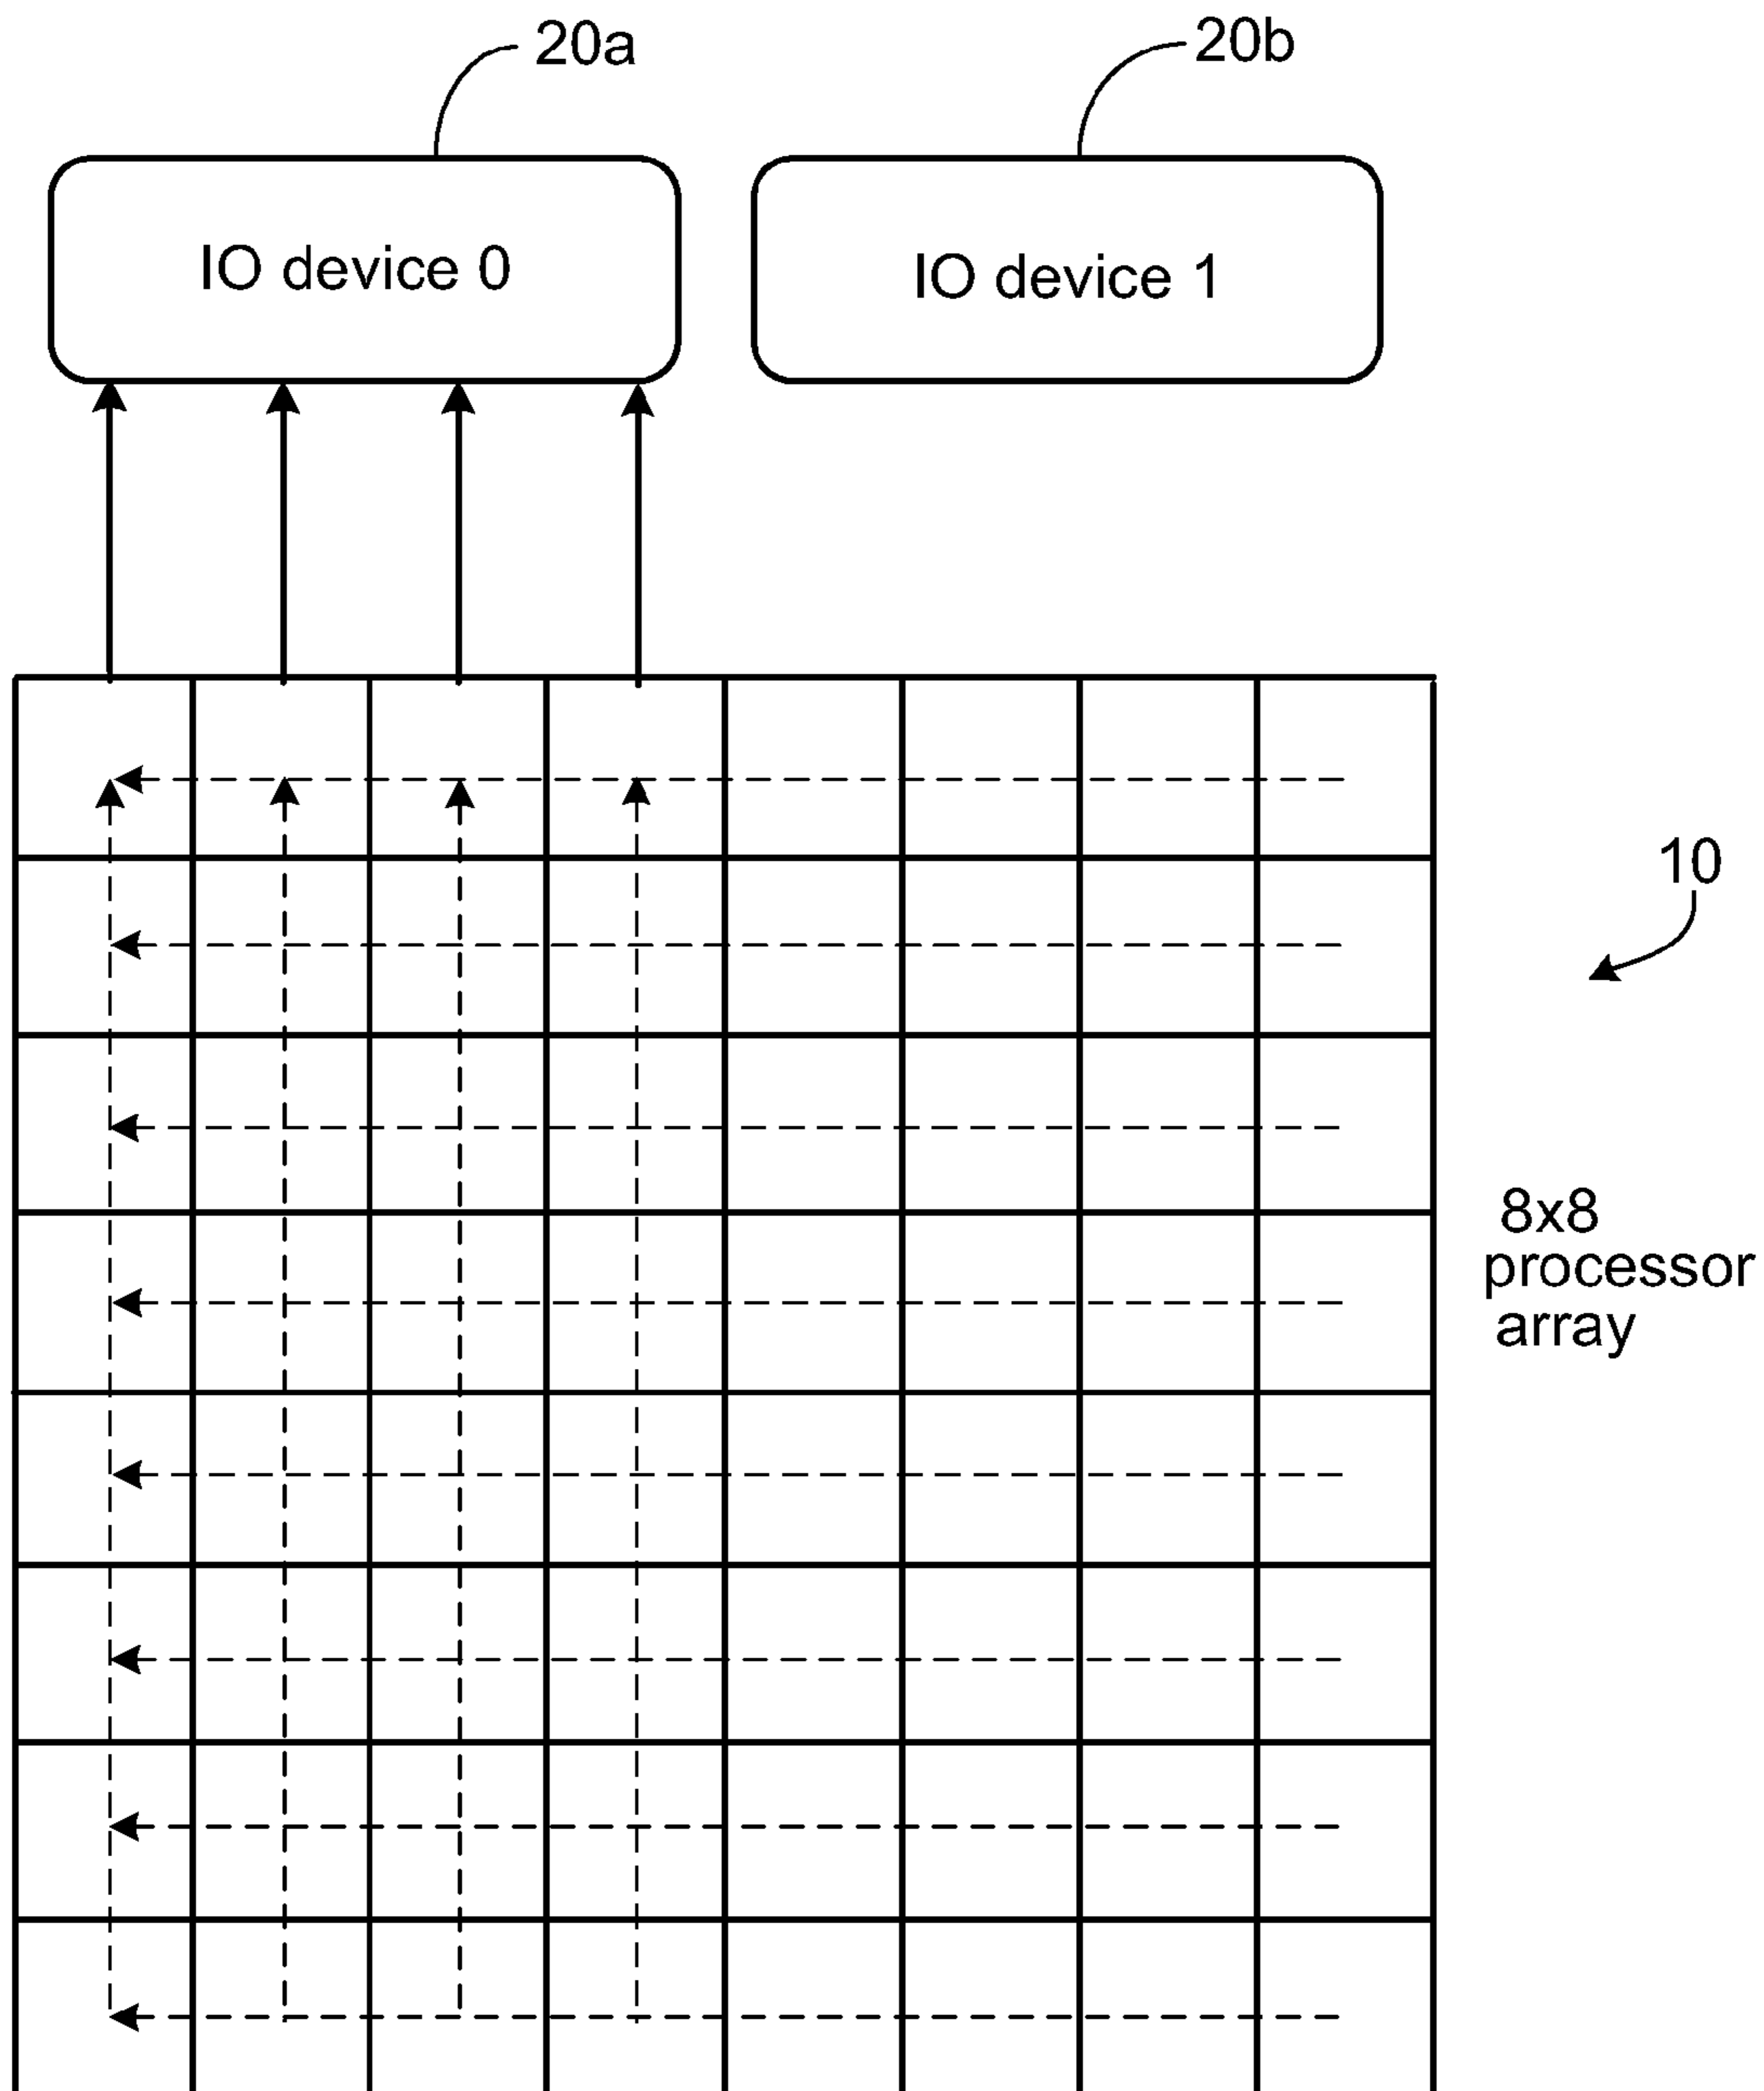 20a
20b
IO device 0
IO device 1
10
8x8
processor
array